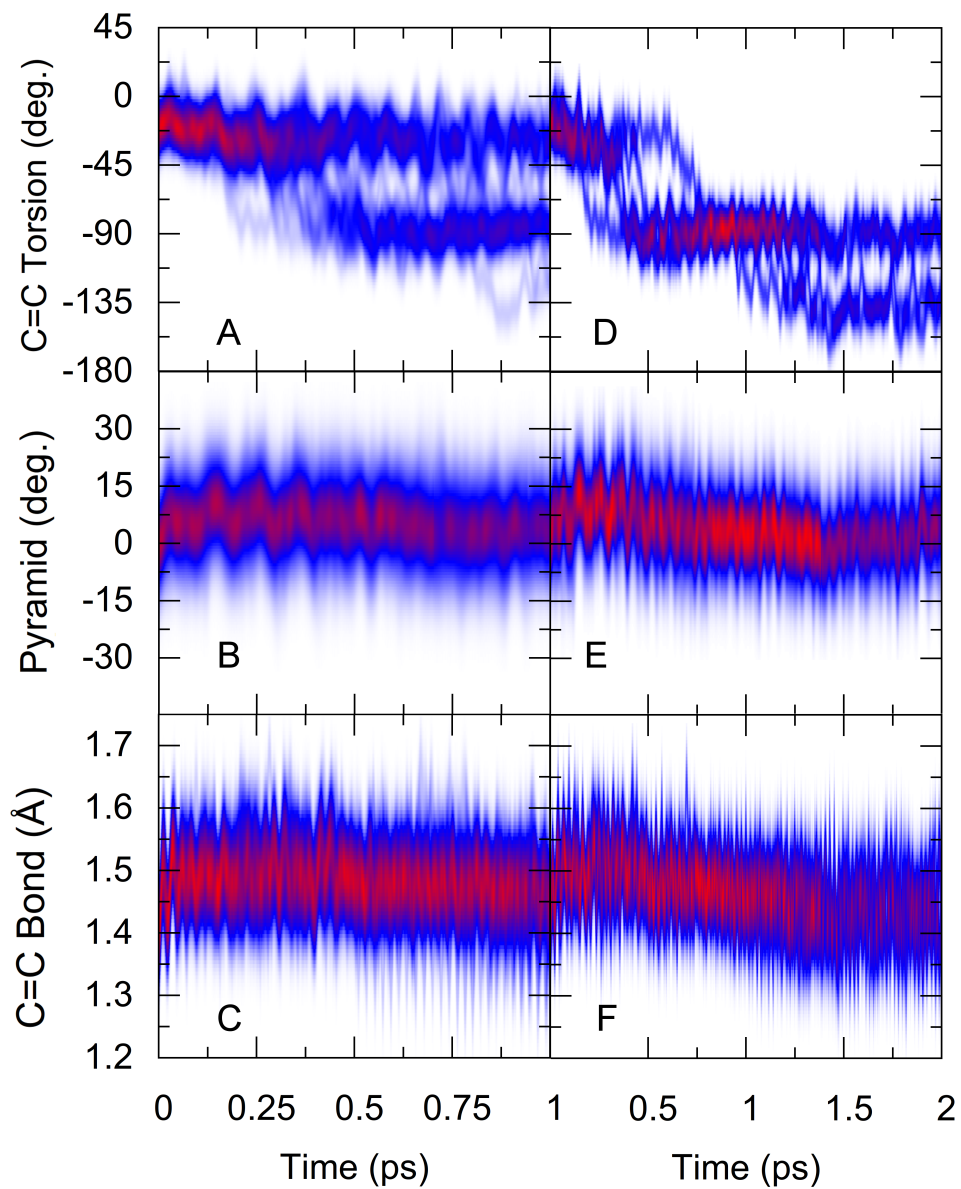 45
0
-45
-90
-135
-180
C=C Torsion (deg.)
A
D
30
15
0
-15
-30
Pyramid (deg.)
B
E
1.7
1.6
1.5
1.4
1.3
1.2
C=C Bond (Å)
C
F
0 0.25 0.5 0.75 1 0.5 1 1.5 2
Time (ps) Time (ps)